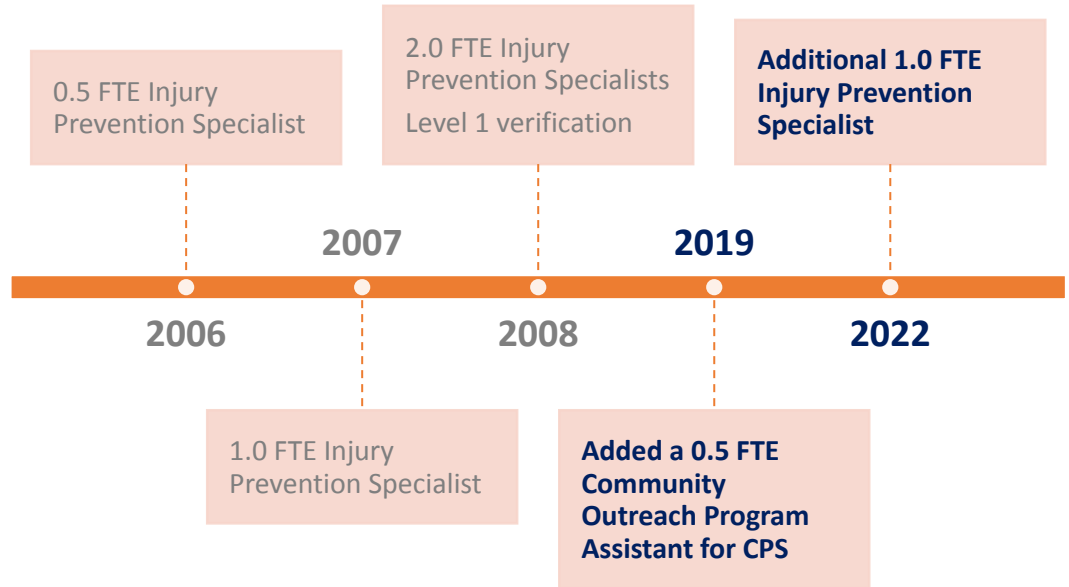 0.5 FTE Injury
Prevention Specialist
2.0 FTE Injury
Prevention Specialists
Level 1 verification
Additional 1.0 FTE
Injury Prevention
Specialist
2007
2019
2006
2008
2022
1.0 FTE Injury
Prevention Specialist
Added a 0.5 FTE
Community
Outreach Program
Assistant for CPS